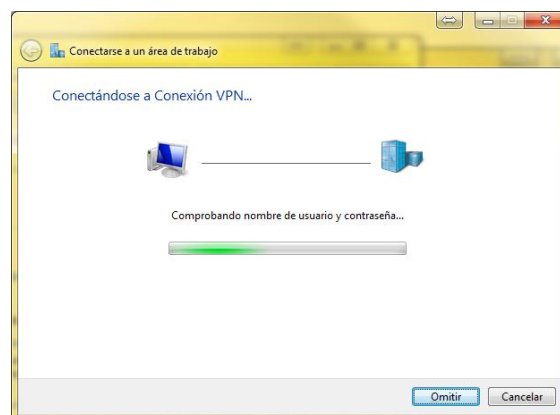 Conectarse a un área de trabajo
Conectándose a Conexión VPN...
Comprobando nombre de usuario y contraseña...
Omitir
Cancelar